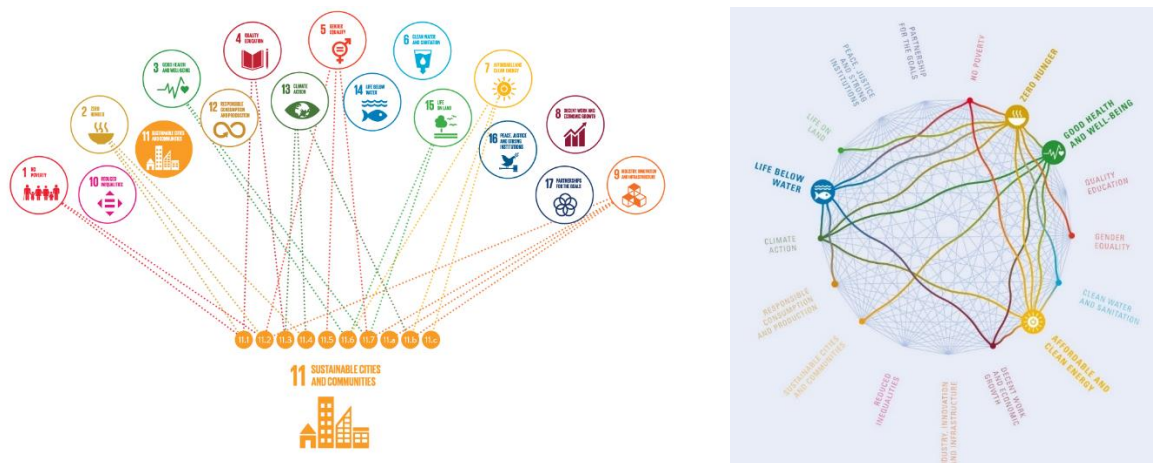 4 QUALITY
EDUCATION
5 GENDER
EQUALITY
6 CLEAN WATER
AND SANITATION
3 GOOD HEALTH
AND WELL-BEING
13 CLIMATE
ACTION
14 LIFE BELOW
WATER
7 AFFORDABLE AND
CLEAN ENERGY
2 ZERO
HUNGER
12 RESPONSIBLE
CONSUMPTION
AND PRODUCTION
15 LIFE
ON LAND
8 DECENT WORK AND
ECONOMIC GROWTH
11 SUSTAINABLE CITIES
AND COMMUNITIES
16 PEACE, JUSTICE
AND STRONG
INSTITUTIONS
1 NO
POVERTY
10 REDUCED
INEQUALITIES
17 PARTNERSHIPS
FOR THE GOALS
9 INDUSTRY, INNOVATION
AND INFRASTRUCTURE
11.1 11.2 11.3 11.4 11.5 11.6 11.7 11.a 11.b 11.c
11 SUSTAINABLE CITIES
AND COMMUNITIES
PARTNERSHIP
FOR THE GOALS
NO POVERTY
ZERO HUNGER
GOOD HEALTH
AND WELL-BEING
QUALITY
EDUCATION
GENDER
EQUALITY
CLEAN WATER
AND SANITATION
AFFORDABLE AND
CLEAN ENERGY
DECENT WORK
AND ECONOMIC
GROWTH
DUSTRY, INNOVATION
ND INFRASTRUCTURE
REDUCED
INEQUALITIES
SUSTAINABLE CITIES
AND COMMUNITIES
RESPONSIBLE
CONSUMPTION
AND PRODUCTION
CLIMATE
ACTION
LIFE BELOW
WATER
LIFE ON
LAND
PEACE, JUSTICE
AND STRONG
INSTITUTIONS